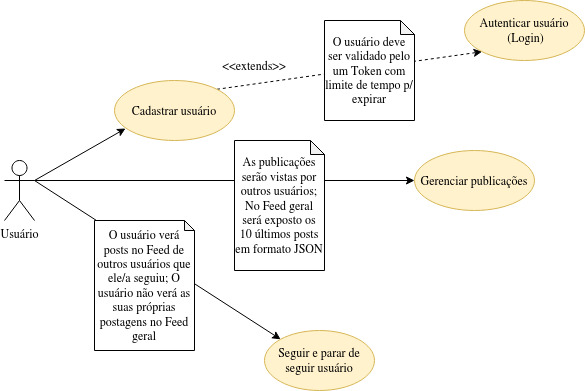 Autenticar usuário
(Login)
O usuário deve
ser validado pelo
um Token com
limite de tempo p/
expirar
<<extends>>
Cadastrar usuário
As publicações
serão vistas por
outros usuários;
No Feed geral
será exposto os
10 últimos posts
em formato JSON
Gerenciar publicações
Usuário
O usuário verá
posts no Feed de
outros usuários que
ele/a seguiu; O
usuário não verá as
suas próprias
postagens no Feed
geral
Seguir e parar de
seguir usuário